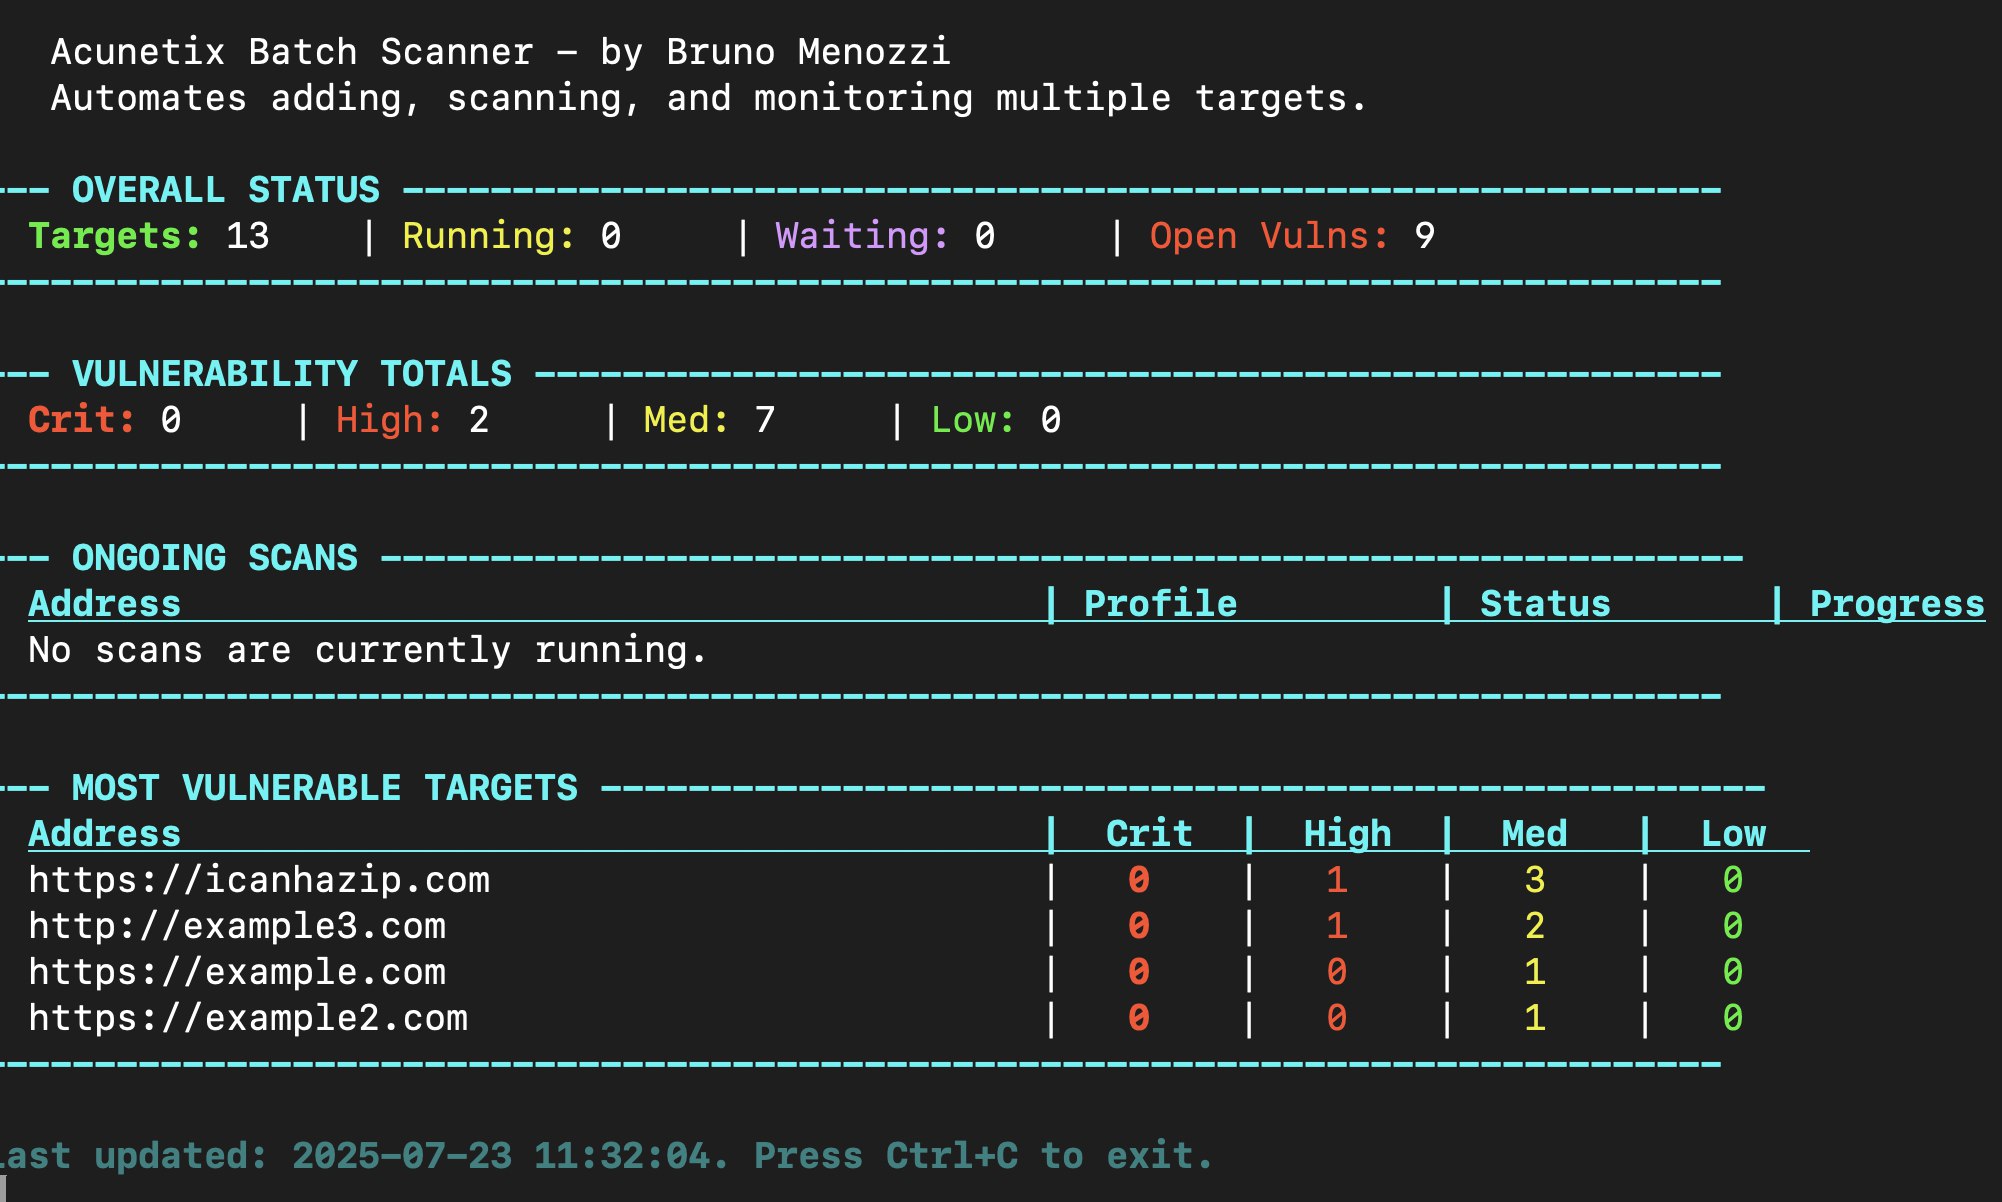 Acunetix Batch Scanner – by Bruno Menozzi
Automates adding, scanning, and monitoring multiple targets.
--- OVERALL STATUS ------------------------------------------------------------
Targets: 13 | Running: 0 | Waiting: 0 | Open Vulns: 9
-------------------------------------------------------------------------------
--- VULNERABILITY TOTALS ------------------------------------------------------
Crit: 0 | High: 2 | Med: 7 | Low: 0
-------------------------------------------------------------------------------
--- ONGOING SCANS --------------------------------------------------------------
Address | Profile | Status | Progress
No scans are currently running.
-------------------------------------------------------------------------------
--- MOST VULNERABLE TARGETS -----------------------------------------------------
Address | Crit | High | Med | Low
https://icanhazip.com | 0 | 1 | 3 | 0
http://example3.com | 0 | 1 | 2 | 0
https://example.com | 0 | 0 | 1 | 0
https://example2.com | 0 | 0 | 1 | 0
-------------------------------------------------------------------------------
Last updated: 2025-07-23 11:32:04. Press Ctrl+C to exit.